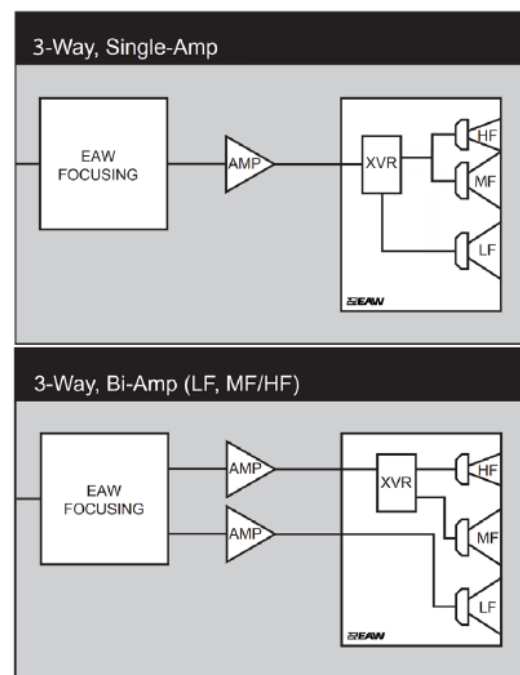 3-Way, Single-Amp
EAW
FOCUSING
AMP
XVR
HF
MF
LF
EAW
3-Way, Bi-Amp (LF, MF/HF)
AMP
EAW
FOCUSING
XVR
HF
AMP
MF
LF
EAW